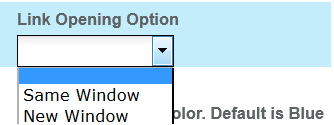 Link Opening Option
Same Window
New Window
olor. Default is Blue